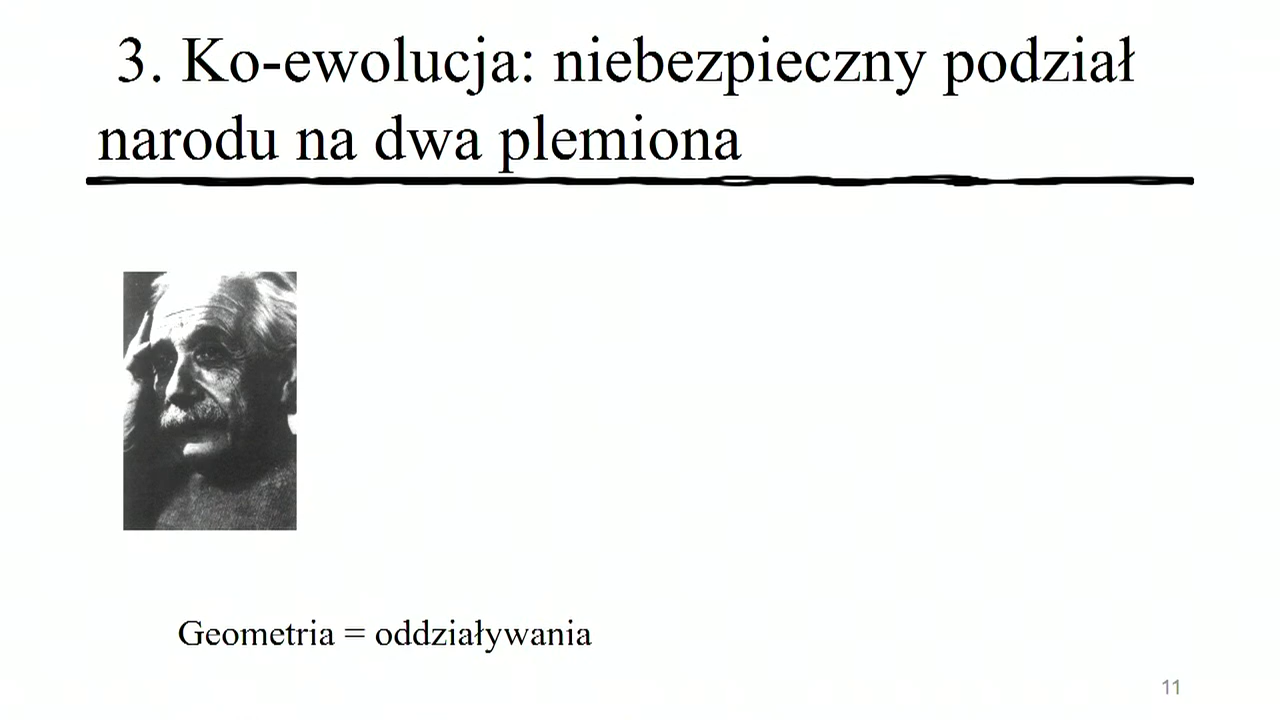 3. Ko-ewolucja: niebezpieczny podział
narodu na dwa plemiona
Geometria = oddziaływania
11